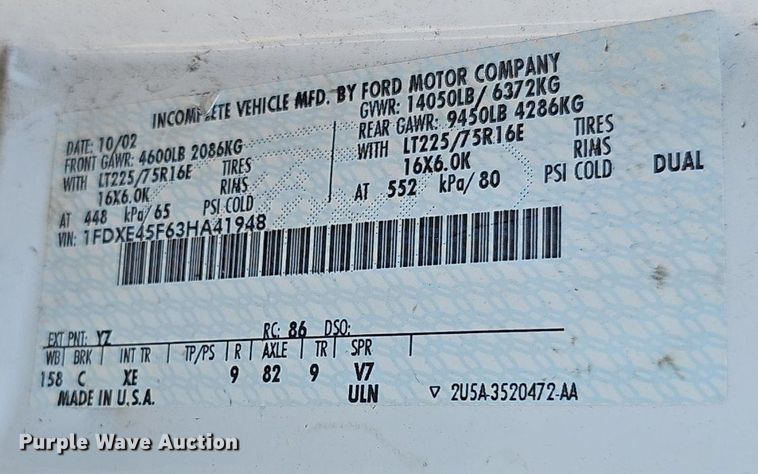 INCOMPLETE VEHICLE MFD. BY FORD MOTOR COMPANY
DATE: 10/02 GVWR: 14050LB/ 6372KG
FRONT GAWR: 4600LB 2086KG REAR GAWR: 9450LB 4286KG
WITH LT225/75R16E TIRES WITH LT225/75R16E TIRES
16X6.0K RIMS 16X6.0K RIMS DUAL
AT 448 kPa/65 PSI COLD AT 552 kPa/80 PSI COLD
VIN: 1FDXE45F63HA41948
EXT PNT: YZ RC: 86 DSO:
WB BRK INT TR TP/PS R AXLE TR SPR
158 C XE 9 82 9 V7
MADE IN U.S.A. ULN ▽ 2U5A-3520472-AA
Purple Wave Auction